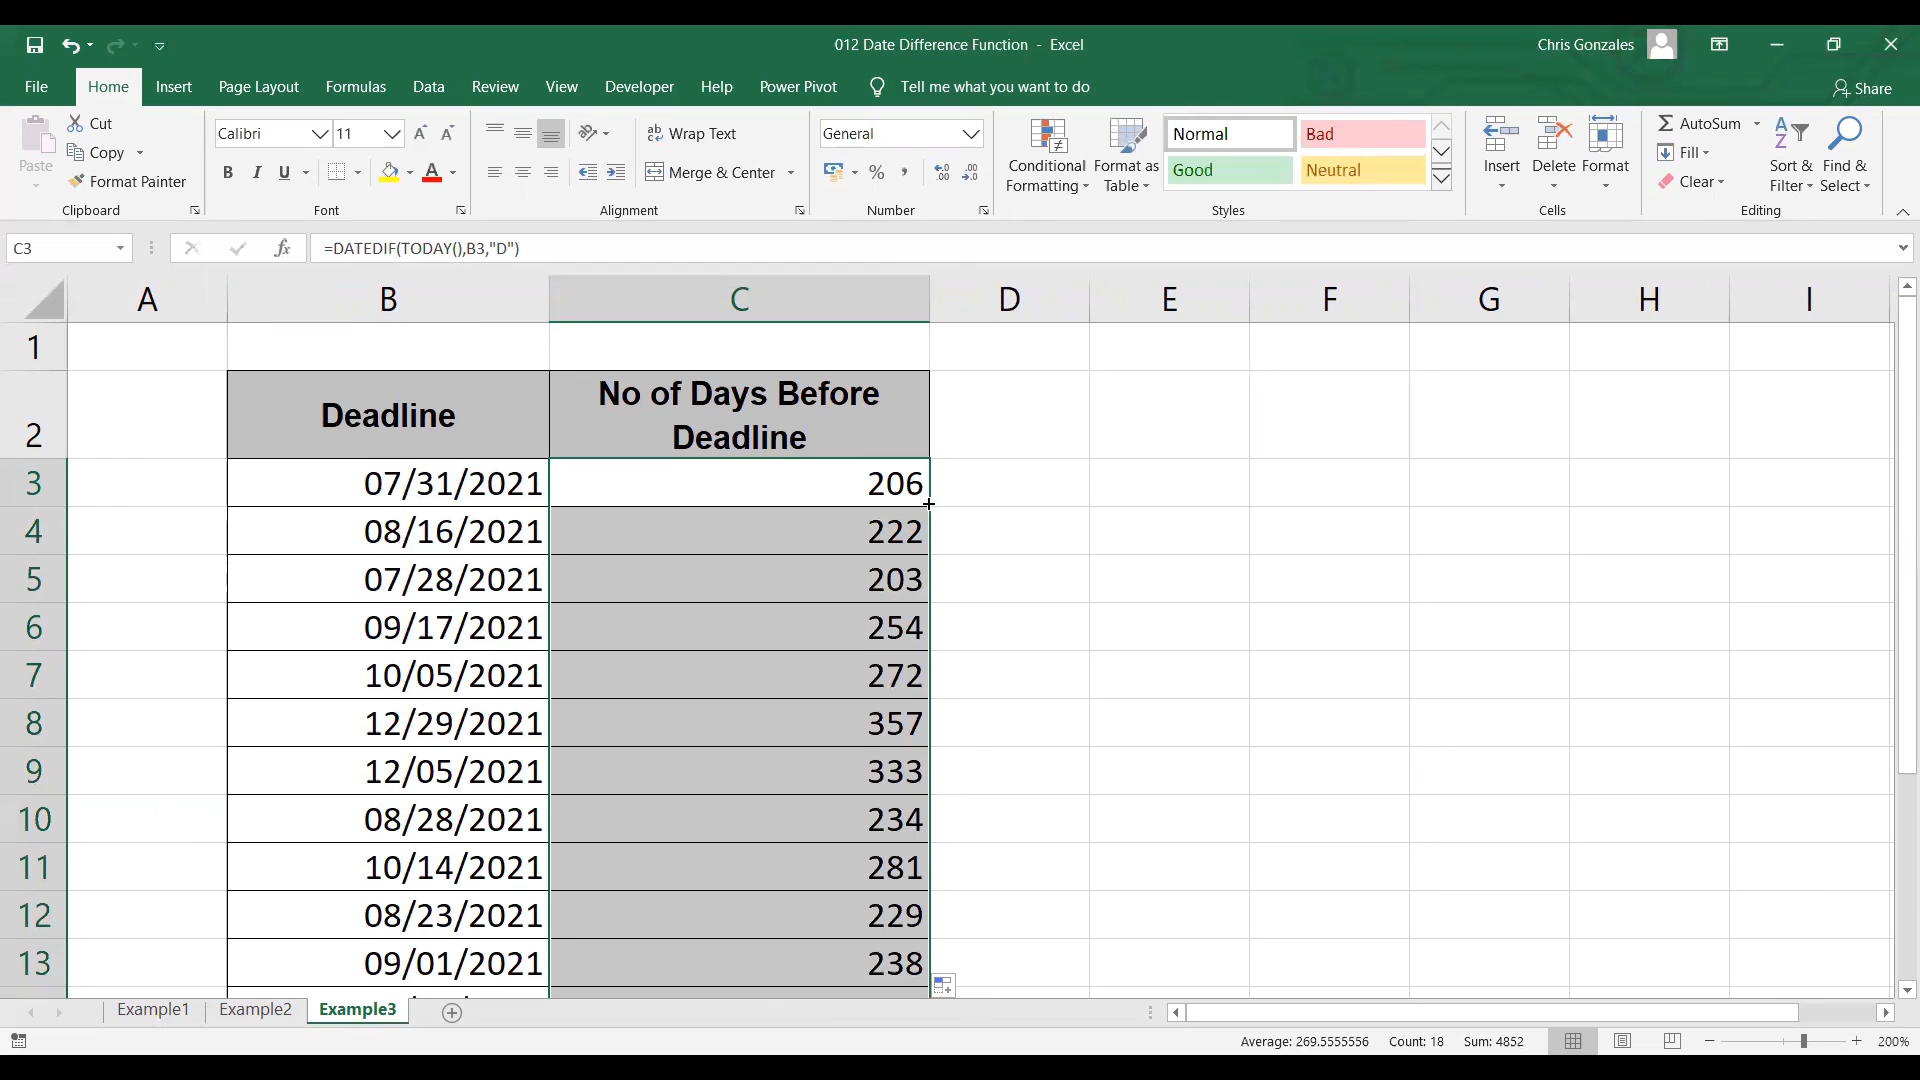 012 Date Difference Function - Excel
Chris Gonzales
File Home Insert Page Layout Formulas Data Review View Developer Help Power Pivot Tell me what you want to do Share
Paste
Cut
Copy
Format Painter
Clipboard
Calibri 11
B I U A
Font
Wrap Text
Merge & Center
Alignment
General
% ,
Number
Conditional Formatting
Format as Table
Normal Bad
Good Neutral
Styles
Insert Delete Format
Cells
AutoSum
Fill
Clear
Sort & Filter
Find & Select
Editing
C3 fx =DATEDIF(TODAY(),B3,"D")
A B C D E F G H I
1
2 Deadline No of Days Before
Deadline
3 07/31/2021 206
4 08/16/2021 222
5 07/28/2021 203
6 09/17/2021 254
7 10/05/2021 272
8 12/29/2021 357
9 12/05/2021 333
10 08/28/2021 234
11 10/14/2021 281
12 08/23/2021 229
13 09/01/2021 238
Example1 Example2 Example3
Average: 269.5555556 Count: 18 Sum: 4852 200%